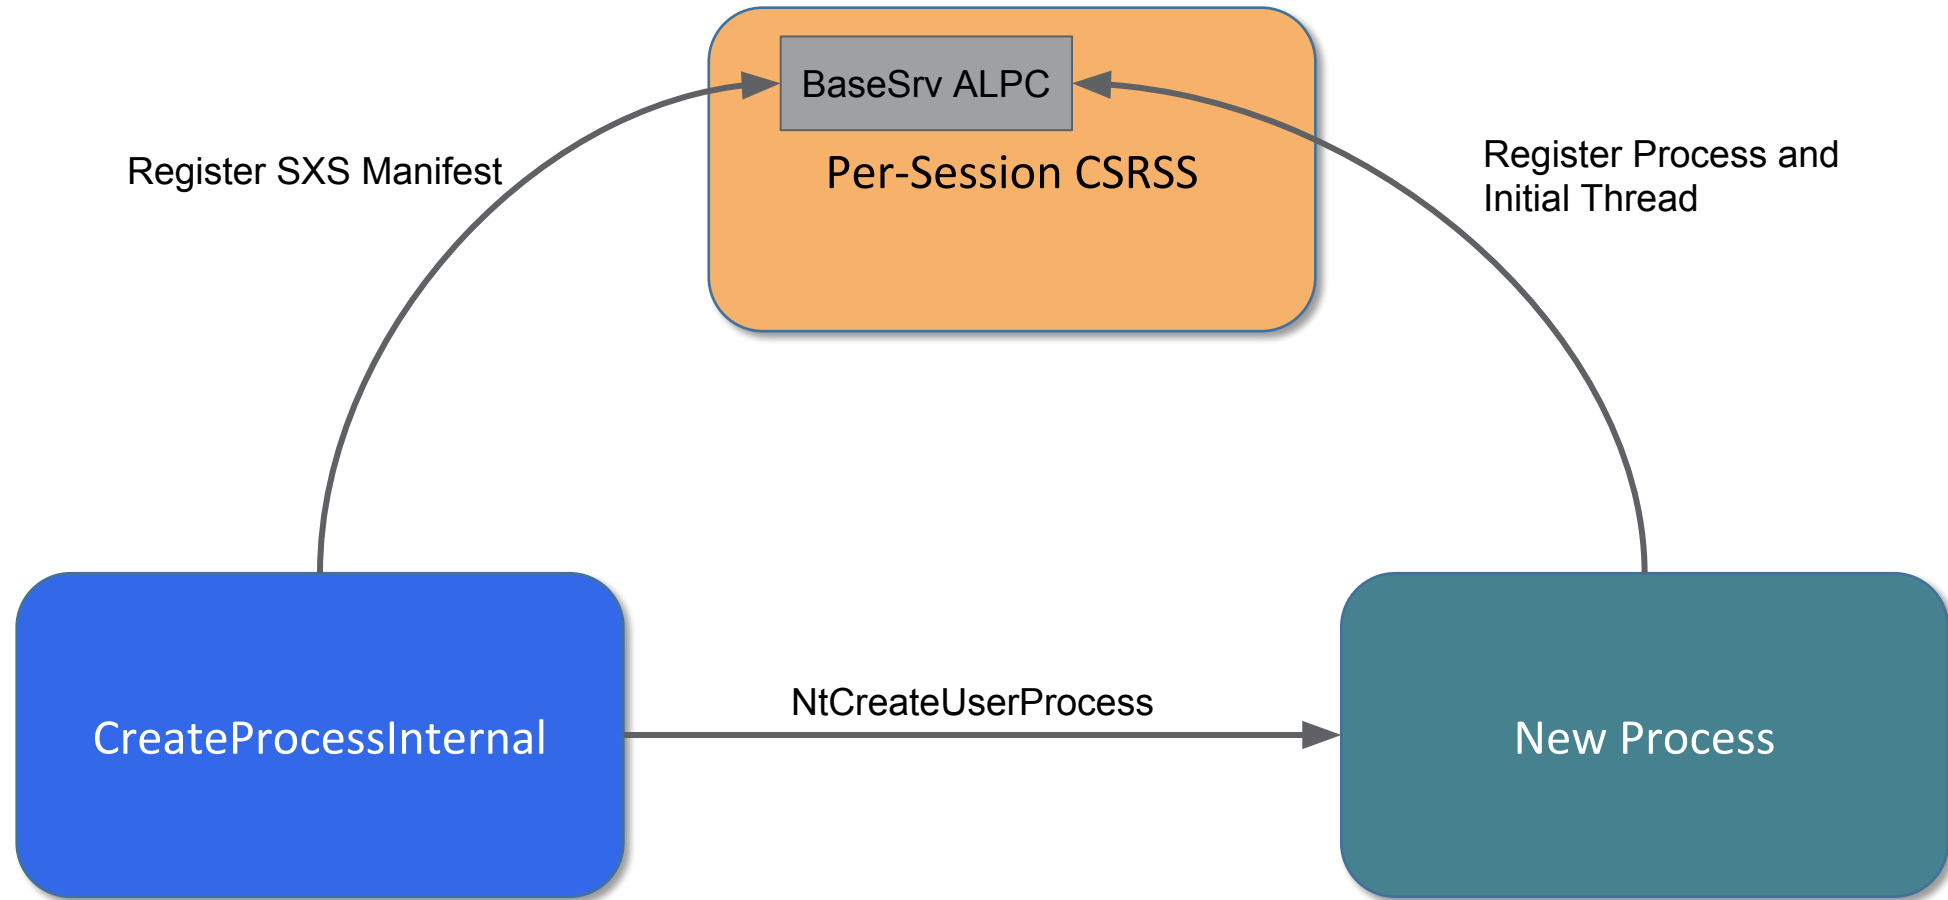 BaseSrv ALPC
Per-Session CSRSS
Register SXS Manifest
Register Process and
Initial Thread
NtCreateUserProcess
CreateProcessInternal
New Process